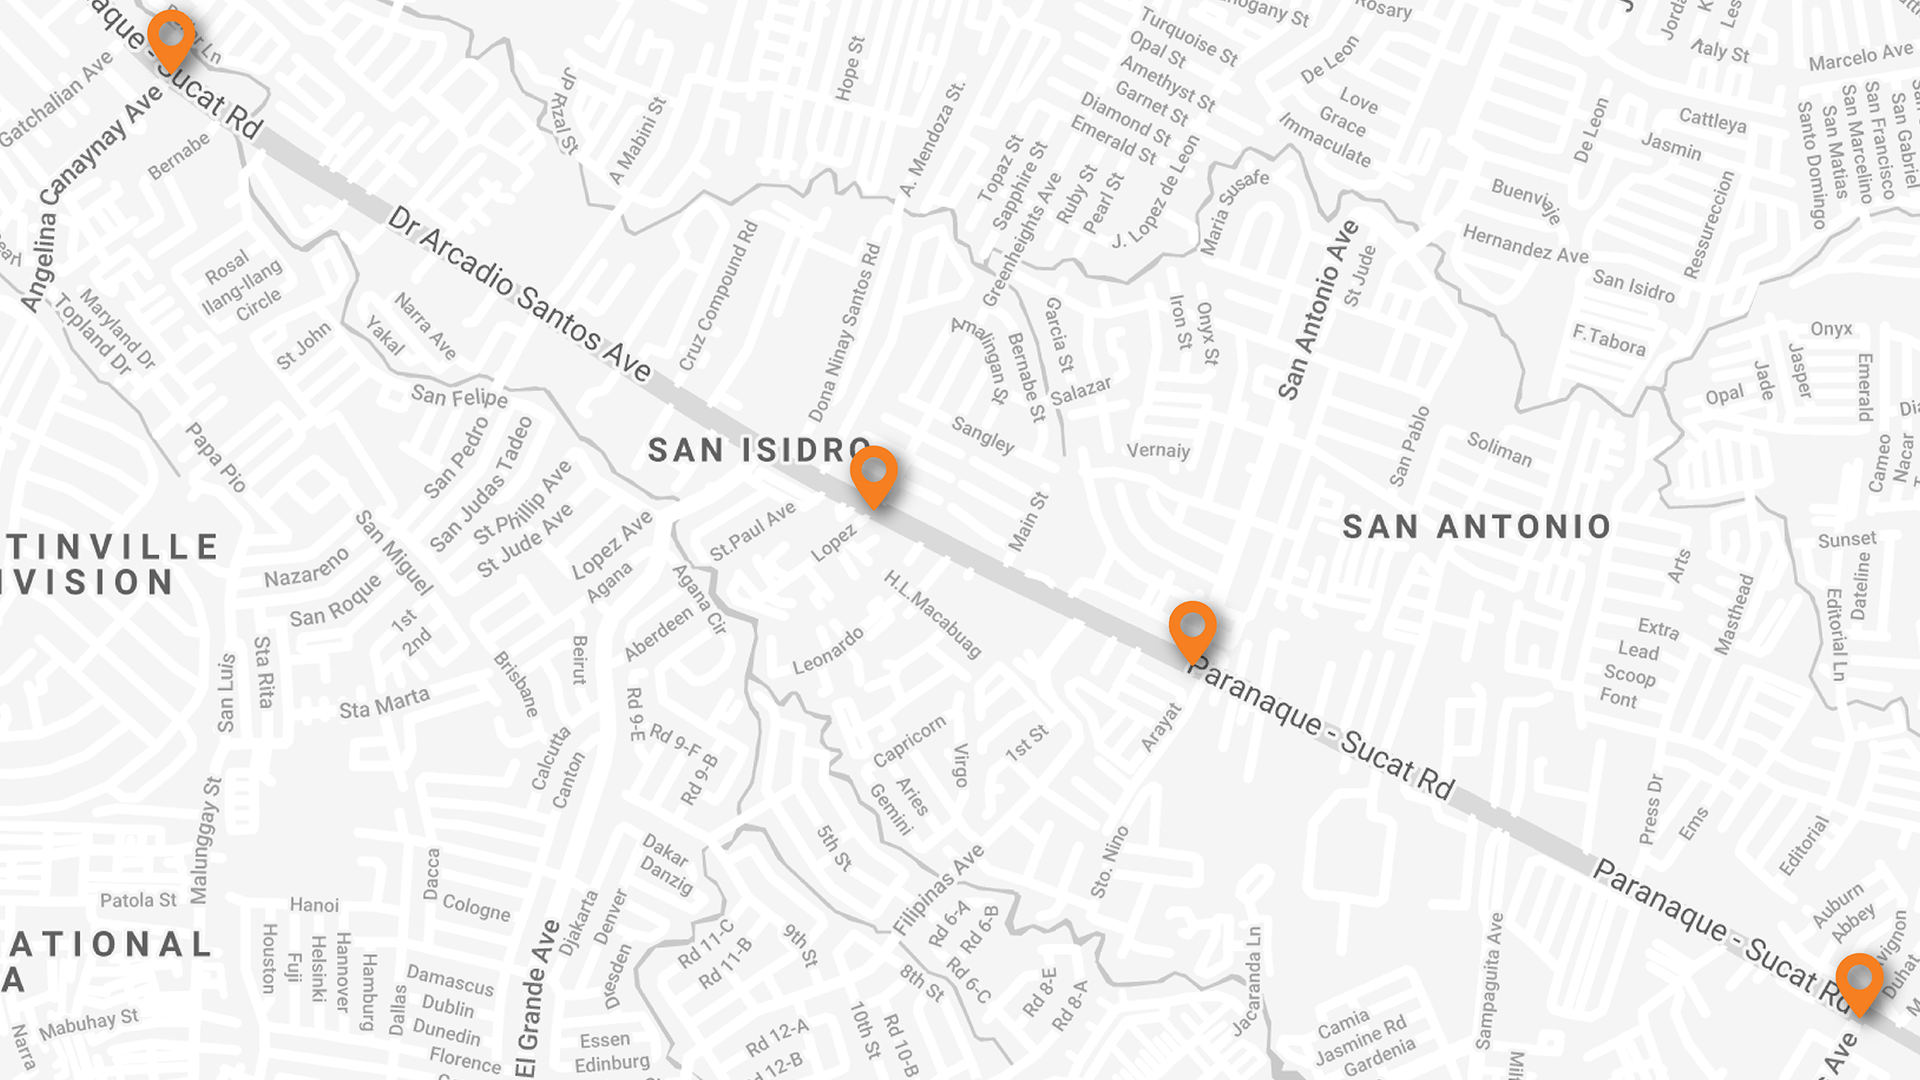 Sucat Rd
Gatchalian Ave
Angelina Canaynay Ave
Bernabe
Hope St
JP Rizal St
A Mabini St
A. Mendoza St.
Turquoise St
Opal St
Amethyst St
Garnet St
Diamond St
Emerald St
Topaz St
Sapphire St
Greenheights Ave
Ruby St
Pearl St
J. Lopez de Leon
Maria Susafe
Rosary
De Leon
Love
Grace
Immaculate
Italy St
Marcelo Ave
De Leon
Cattleya
Jasmin
Santo Domingo
San Matias
San Marcelino
San Francisco
San Gabriel
Buenviaje
Hernandez Ave
Ressureccion
San Isidro
F.Tabora
Dr Arcadio Santos Ave
Rosal
Ilang-Ilang
Circle
Maryland Dr
Topland Dr
St John
Narra Ave
Yakal
San Felipe
Cruz Compound Rd
Dona Ninay Santos Rd
Amalingan St
Bernabe St
Garcia St
Salazar
Iron St
Onyx St
San Antonio Ave
St Jude
Sangley
Vernaiy
San Pablo
Soliman
Onyx
Jasper
Jade
Opal
Emerald
Cameo
Nacar
SAN ISIDRO
SAN ANTONIO
Papa Pio
San Pedro
San Judas Tadeo
St.Phillip Ave
St Jude Ave
Lopez Ave
Agana
St.Paul Ave
Lopez
Main St
TINVILLE
IVISION
Nazareno
San Miguel
San Roque
1st
2nd
Agana Cir
Aberdeen
H.L.Macabuag
Leonardo
Sunset
Dateline
Editorial Ln
Arts
Masthead
Extra
Lead
Scoop
Font
San Luis
Sta Rita
Sta Marta
Brisbane
Beirut
Rd 9-E
Rd 9-F
Rd 9-B
Calcutta
Canton
Capricorn
Virgo
Aries
Gemini
1st St
Arayat
Paranaque - Sucat Rd
Press Dr
Ems
Editorial
Malunggay St
Patola St
Dacca
Cologne
Dakar
Danzig
5th St
Sto. Nino
Filipinas Ave
Paranaque - Sucat Rd
Auburn
Abbey
Duhat
ATIONAL
A
Hanoi
Houston
Fuji
Helsinki
Hannover
Hamburg
Dallas
Damascus
Dublin
Dunedin
Florence
El Grande Ave
Djakarta
Denver
Dresden
Essen
Edinburg
Rd 11-C
Rd 11-B
9th St
8th St
Rd 6-A
Rd 6-B
Rd 6-C
Rd 8-E
Rd 8-A
Rd 12-A
10th St
Rd 10-B
Jacaranda Ln
Sampaguita Ave
Camia
Jasmine Rd
Gardenia
Mabuhay St
Narra
Ave